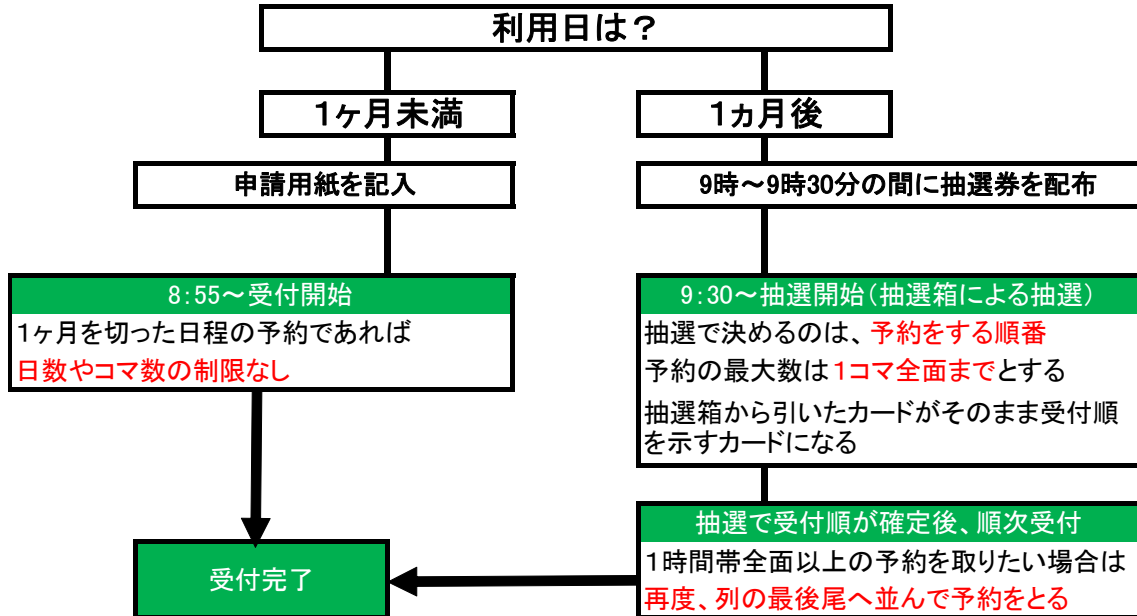 利用日は？
1ヶ月未満
1ヵ月後
申請用紙を記入
9時～9時30分の間に抽選券を配布
8:55～受付開始
1ヶ月を切った日程の予約であれば
日数やコマ数の制限なし
9:30～抽選開始（抽選箱による抽選）
抽選で決めるのは、予約をする順番
予約の最大数は1コマ全面までとする
抽選箱から引いたカードがそのまま受付順
を示すカードになる
抽選で受付順が確定後、順次受付
1時間帯全面以上の予約を取りたい場合は
再度、列の最後尾へ並んで予約をとる
受付完了